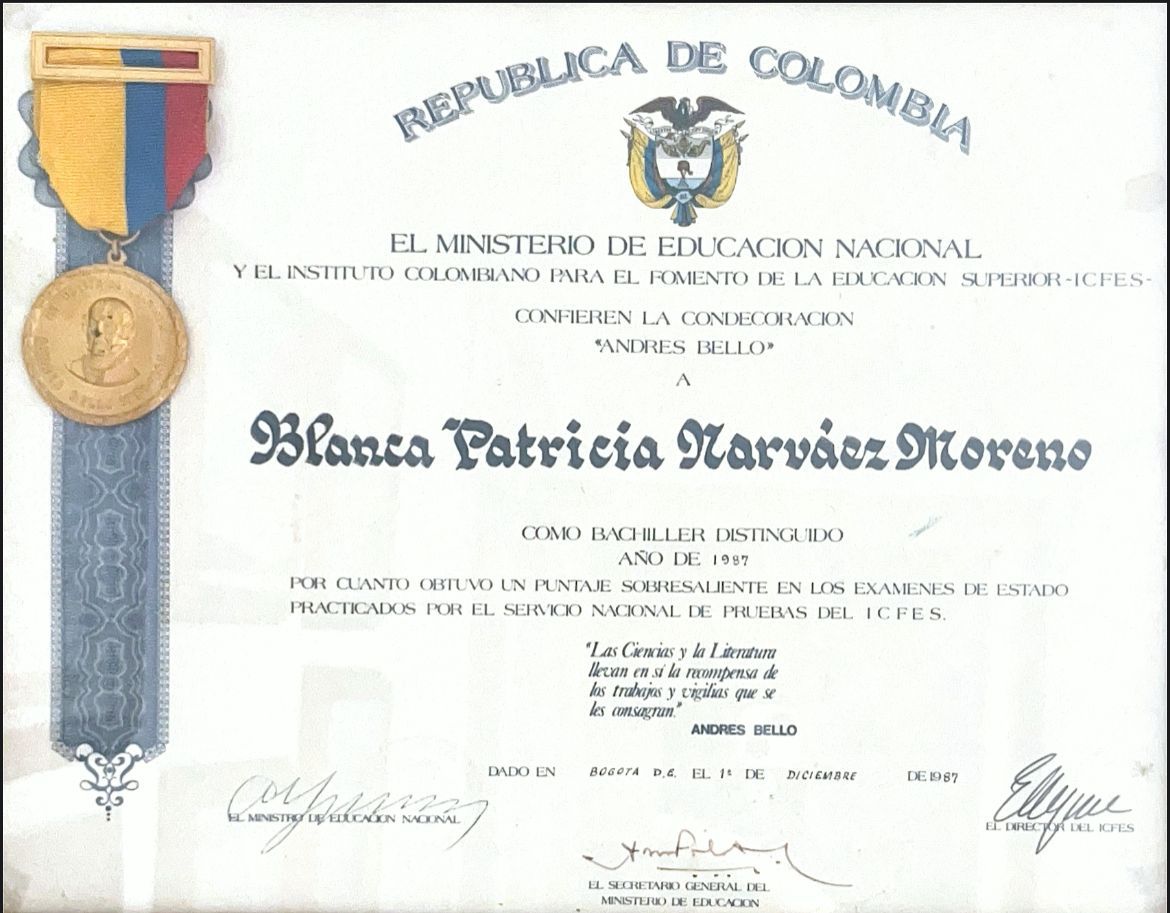 REPUBLICA DE COLOMBIA
EL MINISTERIO DE EDUCACION NACIONAL
Y EL INSTITUTO COLOMBIANO PARA EL FOMENTO DE LA EDUCACION SUPERIOR-ICFES-
CONFIEREN LA CONDECORACION
"ANDRES BELLO"
A
Blanca Patricia Narváez Moreno
COMO BACHILLER DISTINGUIDO
AÑO DE 1987
POR CUANTO OBTUVO UN PUNTAJE SOBRESALIENTE EN LOS EXAMENES DE ESTADO
PRACTICADOS POR EL SERVICIO NACIONAL DE PRUEBAS DEL I C F E S.
"Las Ciencias y la Literatura
llevan en sí la recompensa de
los trabajos y vigilias que se
les consagran."
ANDRES BELLO
DADO EN BOGOTA D.E. EL 1º DE DICIEMBRE DE 1987
EL MINISTRO DE EDUCACION NACIONAL
EL DIRECTOR DEL ICFES
EL SECRETARIO GENERAL DEL
MINISTERIO DE EDUCACION